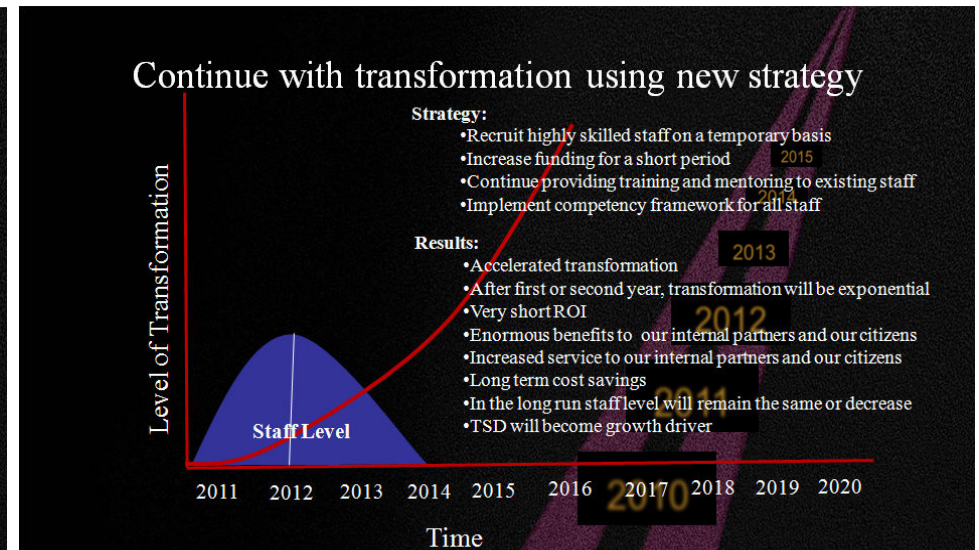 Continue with transformation using new strategy
Strategy:
•Recruit highly skilled staff on a temporary basis
•Increase funding for a short period
•Continue providing training and mentoring to existing staff
•Implement competency framework for all staff
Results:
•Accelerated transformation
•After first or second year, transformation will be exponential
•Very short ROI
•Enormous benefits to our internal partners and our citizens
•Increased service to our internal partners and our citizens
•Long term cost savings
•In the long run staff level will remain the same or decrease
•TSD will become growth driver
2015
2014
2013
2012
2011
2010
Level of Transformation
Staff Level
2011 2012 2013 2014 2015 2016 2017 2018 2019 2020
Time